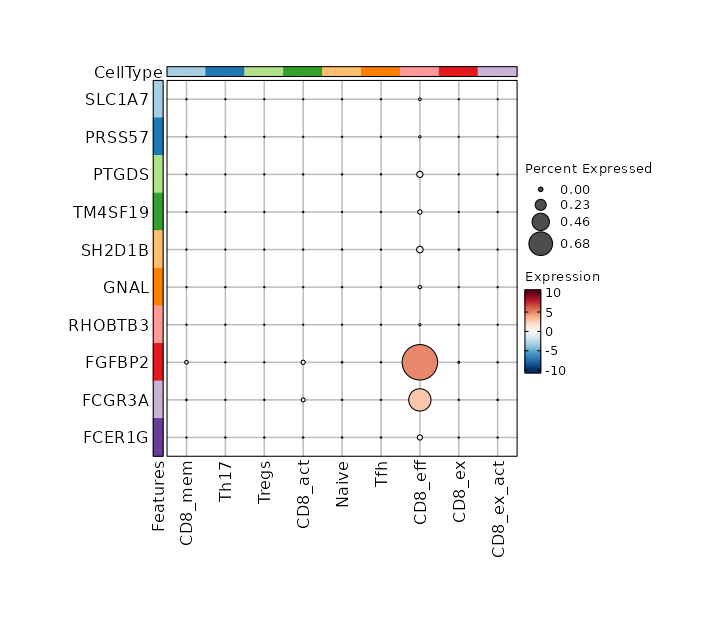 CellType
SLC1A7
PRSS57
PTGDS
TM4SF19
SH2D1B
GNAL
RHOBTB3
FGFBP2
FCGR3A
FCER1G
Features
CD8_mem
Th17
Tregs
CD8_act
Naive
Tfh
CD8_eff
CD8_ex
CD8_ex_act
Percent Expressed
0.00
0.23
0.46
0.68
Expression
10
5
0
-5
-10